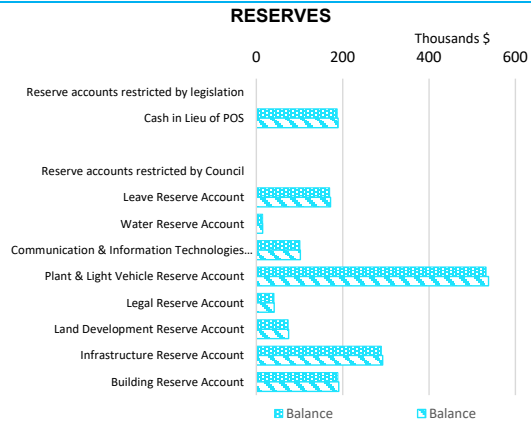 RESERVES
Thousands $
0 200 400 600
Reserve accounts restricted by legislation
Cash in Lieu of POS
Reserve accounts restricted by Council
Leave Reserve Account
Water Reserve Account
Communication & Information Technologies...
Plant & Light Vehicle Reserve Account
Legal Reserve Account
Land Development Reserve Account
Infrastructure Reserve Account
Building Reserve Account
Balance Balance